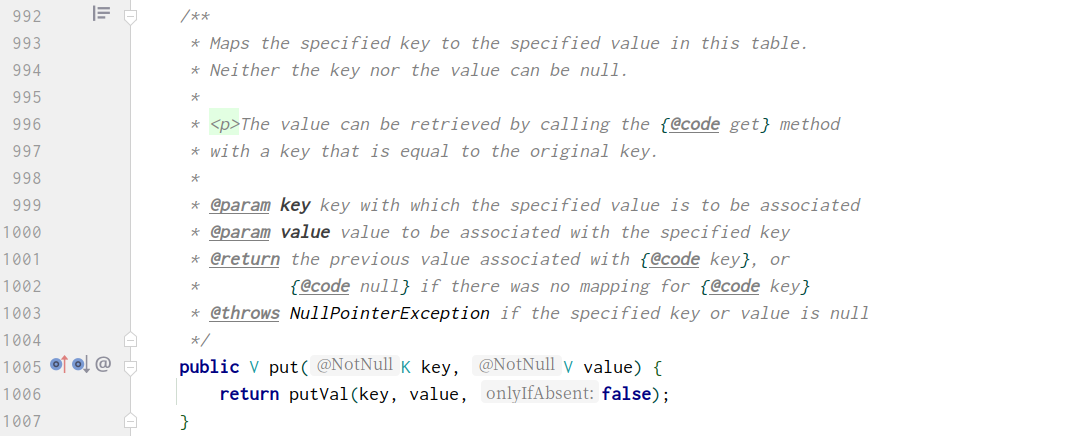 992 /**
993 * Maps the specified key to the specified value in this table.
994 * Neither the key nor the value can be null.
995 *
996 * <p>The value can be retrieved by calling the {@code get} method
997 * with a key that is equal to the original key.
998 *
999 * @param key key with which the specified value is to be associated
1000 * @param value value to be associated with the specified key
1001 * @return the previous value associated with {@code key}, or
1002 *         {@code null} if there was no mapping for {@code key}
1003 * @throws NullPointerException if the specified key or value is null
1004 */
1005 @ public V put( @NotNull K key, @NotNull V value) {
1006 return putVal(key, value, onlyIfAbsent: false);
1007 }